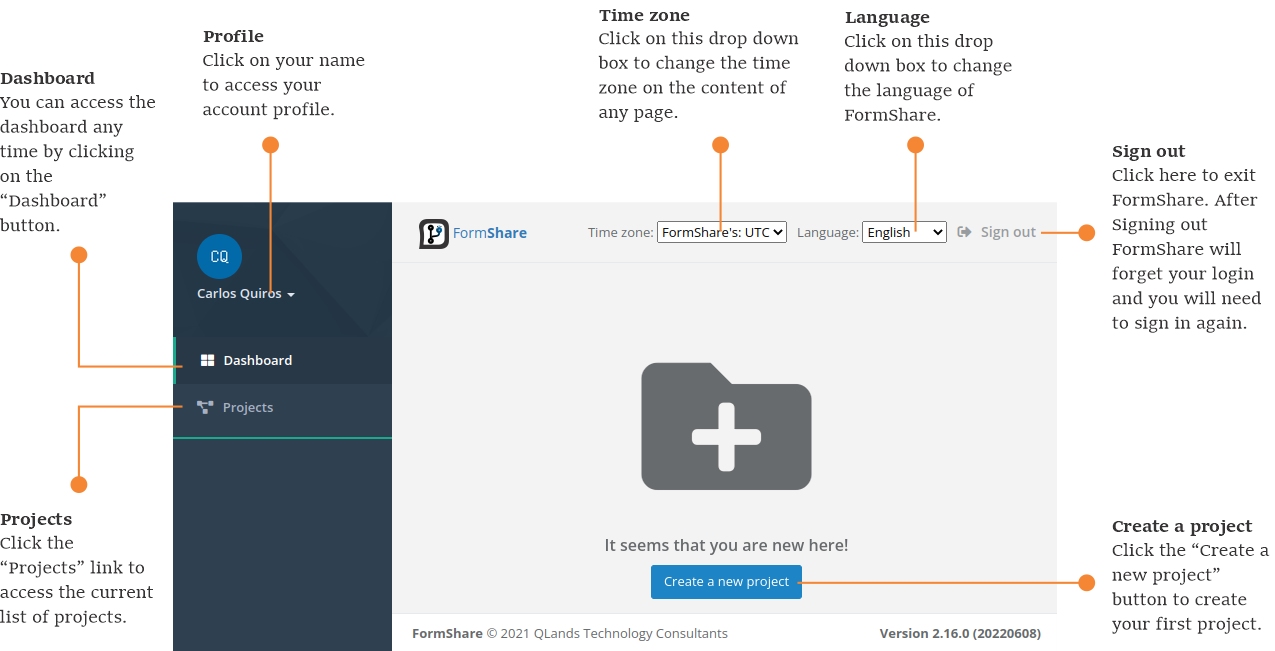 Dashboard
You can access the
dashboard any
time by clicking
on the
“Dashboard”
button.
Profile
Click on your name
to access your
account profile.
Time zone
Click on this drop down
box to change the time
zone on the content of
any page.
Language
Click on this drop
down box to change
the language of
FormShare.
Sign out
Click here to exit
FormShare. After
Signing out
FormShare will
forget your login
and you will need
to sign in again.
CQ
Carlos Quiros
Dashboard
Projects
FormShare
Time zone: FormShare's: UTC Language: English Sign out
It seems that you are new here!
Create a new project
FormShare © 2021 QLands Technology Consultants
Version 2.16.0 (20220608)
Projects
Click the
“Projects” link to
access the current
list of projects.
Create a project
Click the “Create a
new project”
button to create
your first project.